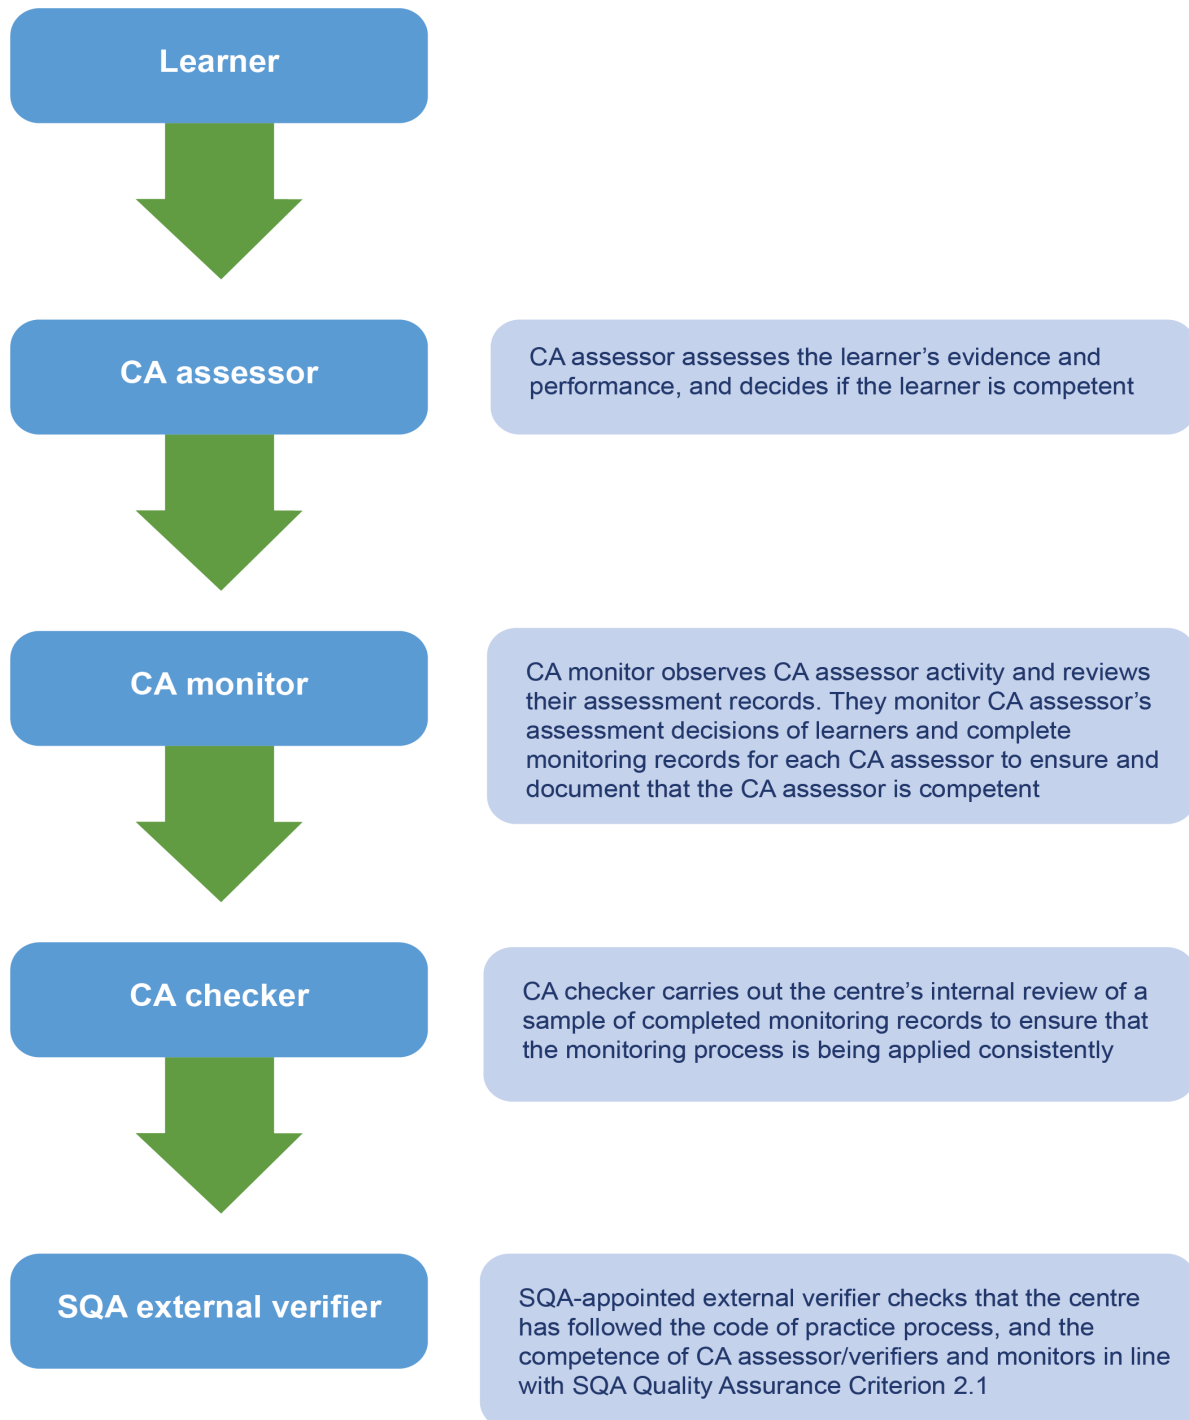 Learner
CA assessor
CA assessor assesses the learner’s evidence and
performance, and decides if the learner is competent
CA monitor
CA monitor observes CA assessor activity and reviews
their assessment records. They monitor CA assessor’s
assessment decisions of learners and complete
monitoring records for each CA assessor to ensure and
document that the CA assessor is competent
CA checker
CA checker carries out the centre’s internal review of a
sample of completed monitoring records to ensure that
the monitoring process is being applied consistently
SQA external verifier
SQA-appointed external verifier checks that the centre
has followed the code of practice process, and the
competence of CA assessor/verifiers and monitors in line
with SQA Quality Assurance Criterion 2.1